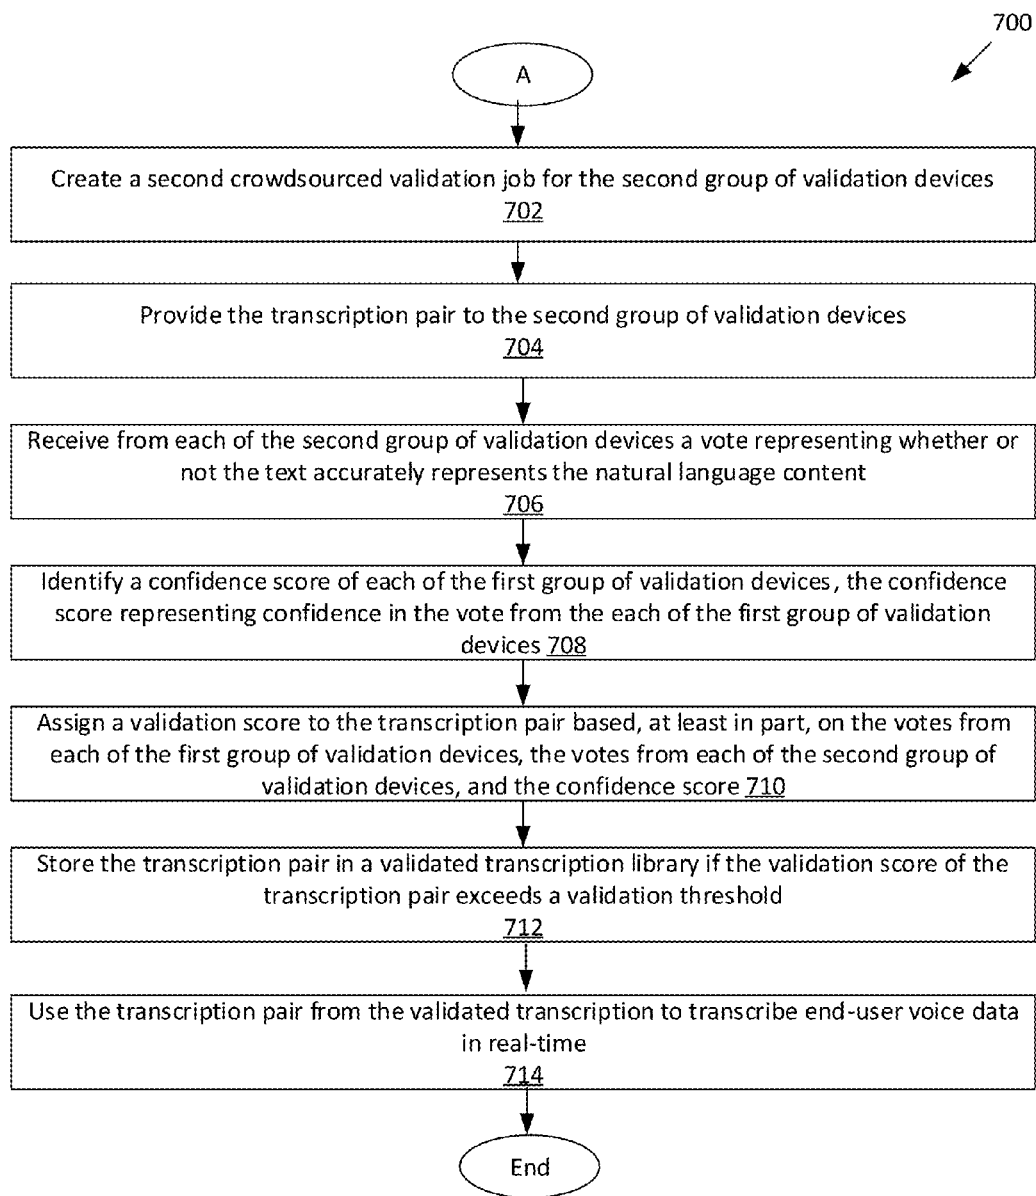 700
A
Create a second crowdsourced validation job for the second group of validation devices
702
Provide the transcription pair to the second group of validation devices
704
Receive from each of the second group of validation devices a vote representing whether or
not the text accurately represents the natural language content
706
Identify a confidence score of each of the first group of validation devices, the confidence
score representing confidence in the vote from the each of the first group of validation
devices 708
Assign a validation score to the transcription pair based, at least in part, on the votes from
each of the first group of validation devices, the votes from each of the second group of
validation devices, and the confidence score 710
Store the transcription pair in a validated transcription library if the validation score of the
transcription pair exceeds a validation threshold
712
Use the transcription pair from the validated transcription to transcribe end-user voice data
in real-time
714
End